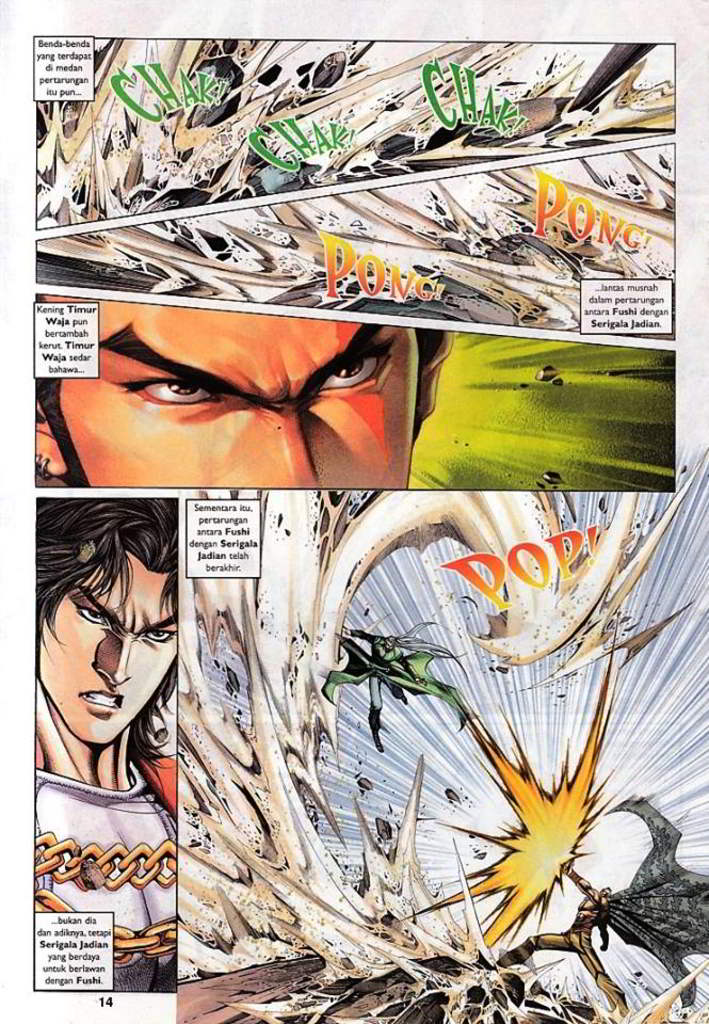 Benda-benda
yang terdapat
di medan
pertarungan
itu pun...
CHAK!
CHAK!
CHAK!
PONG!
PONG!
...lantas musnah
dalam pertarungan
antara Fushi dengan
Serigala Jadian.
Kening Timur
Waja pun
bertambah
kerut. Timur
Waja sedar
bahawa...
Sementara itu,
pertarungan
antara Fushi
dengan Serigala
Jadian telah
berakhir.
POP!
...bukan dia
dan adiknya, tetapi
Serigala Jadian
yang berdaya
untuk berlawan
dengan Fushi.
14